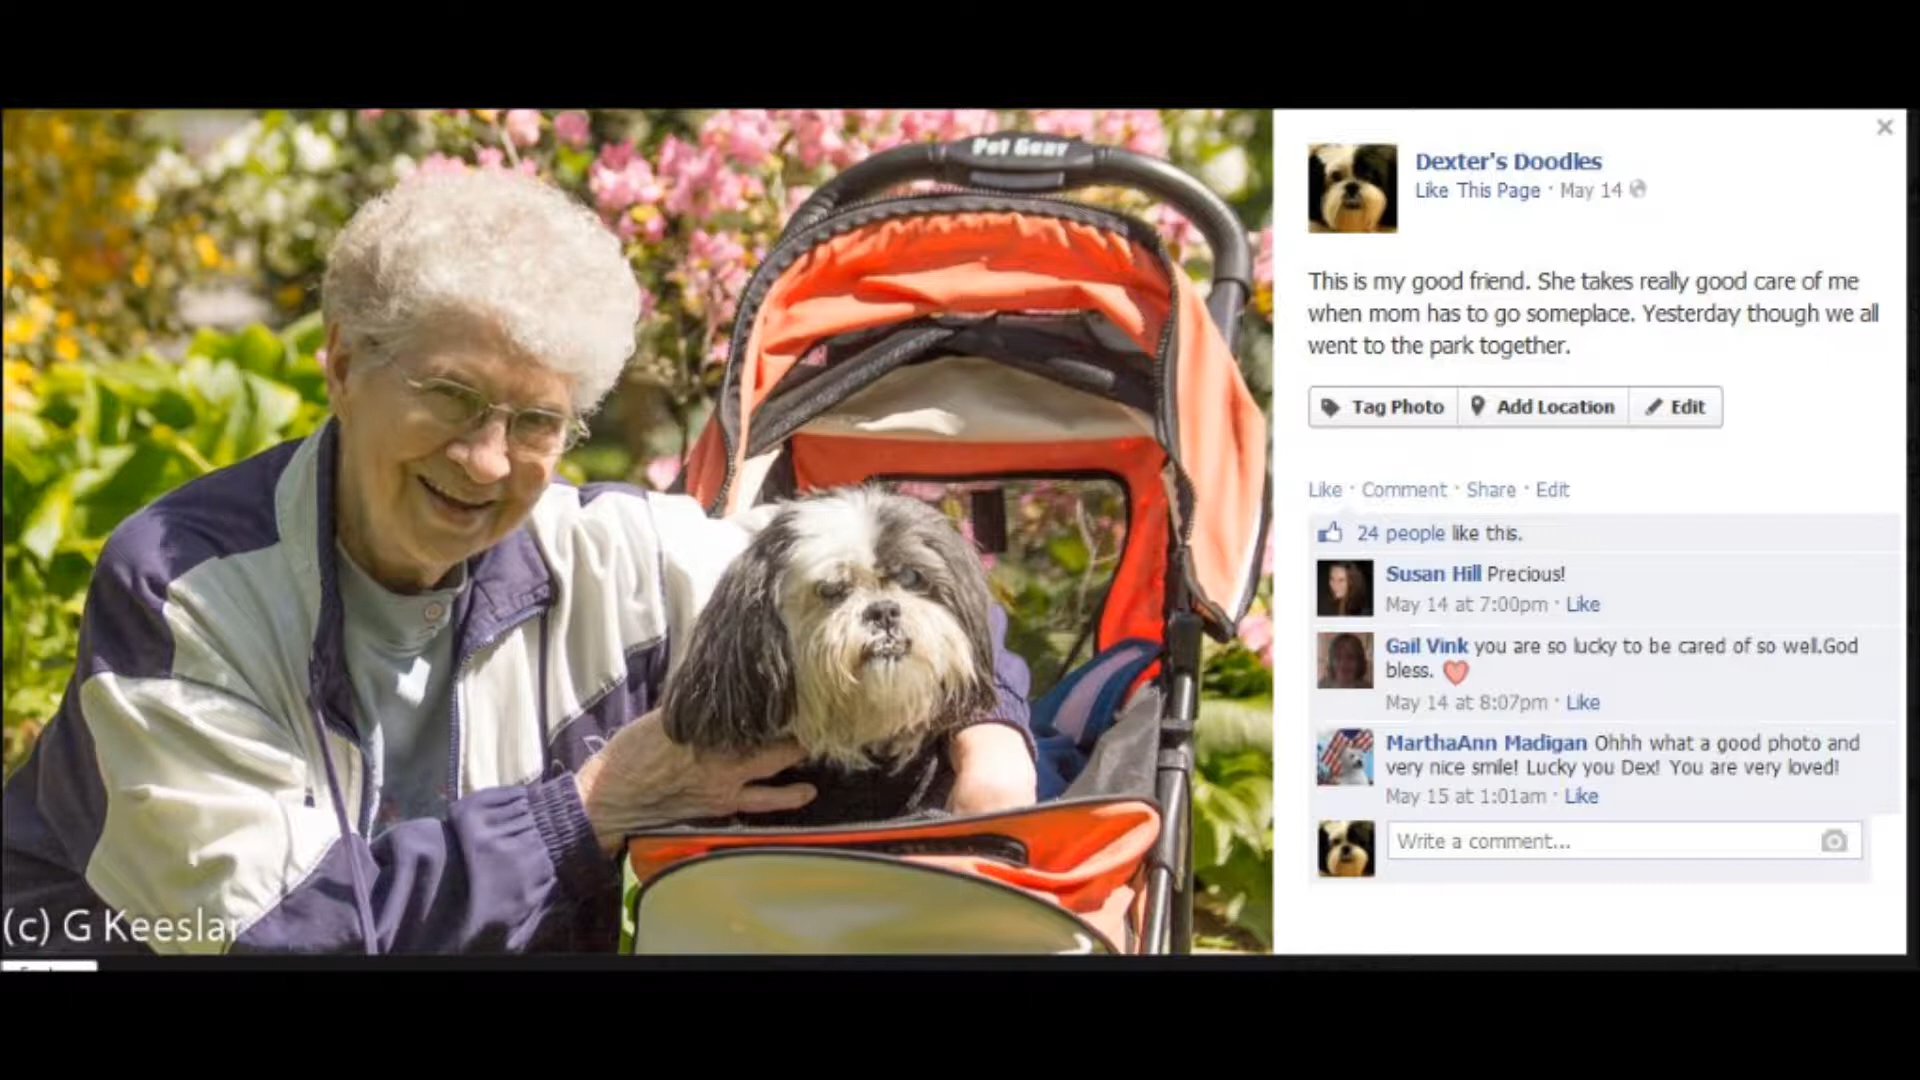 Pet Gear
(c) G Keeslar
Dexter's Doodles
Like This Page · May 14
This is my good friend. She takes really good care of me
when mom has to go someplace. Yesterday though we all
went to the park together.
Tag Photo Add Location Edit
Like · Comment · Share · Edit
24 people like this.
Susan Hill Precious!
May 14 at 7:00pm · Like
Gail Vink you are so lucky to be cared of so well.God
bless.
May 14 at 8:07pm · Like
MarthaAnn Madigan Ohhh what a good photo and
very nice smile! Lucky you Dex! You are very loved!
May 15 at 1:01am · Like
Write a comment...